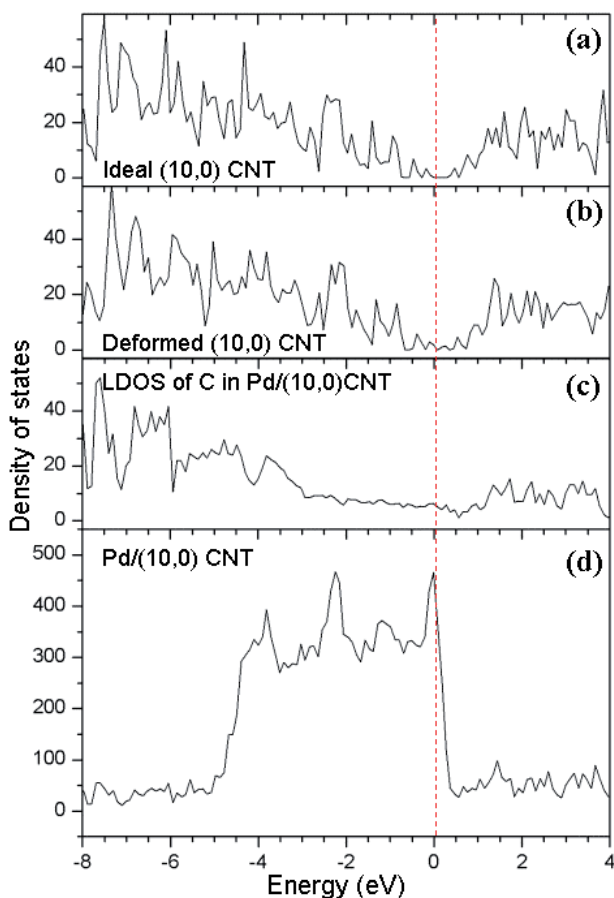 (a)
60
40
20
0
Ideal (10,0) CNT
(b)
60
40
20
0
Deformed (10,0) CNT
LDOS of C in Pd/(10,0)CNT
(c)
40
20
0
Pd/(10,0) CNT
(d)
500
400
300
200
100
0
-8 -6 -4 -2 0 2 4
Energy (eV)
Density of states